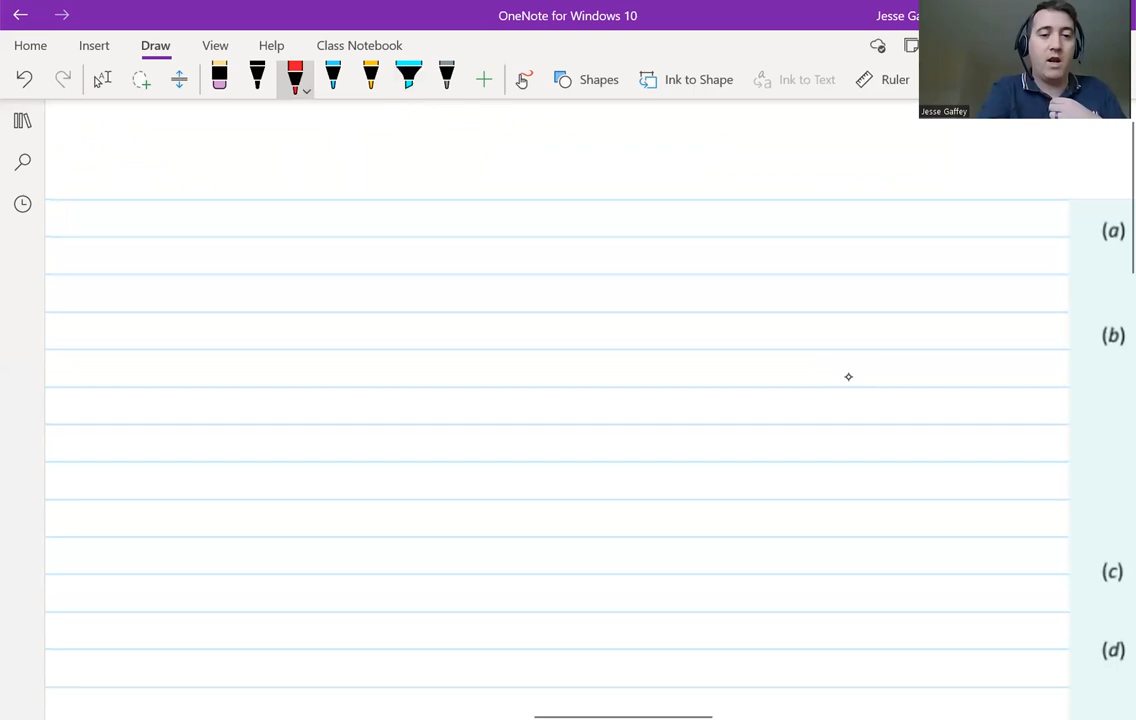 OneNote for Windows 10
Jesse Ga
Home Insert Draw View Help Class Notebook
Shapes Ink to Shape Ink to Text Ruler
Jesse Gaffey
(a)
(b)
(c)
(d)